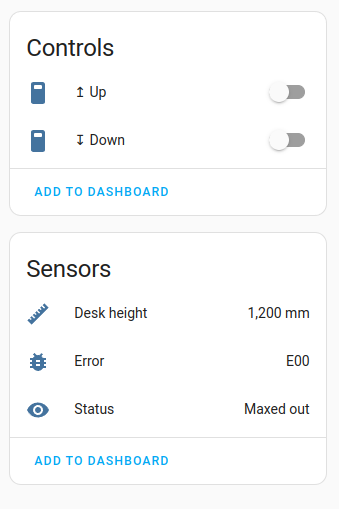 Controls
↥ Up
↧ Down
ADD TO DASHBOARD
Sensors
Desk height 1,200 mm
Error E00
Status Maxed out
ADD TO DASHBOARD